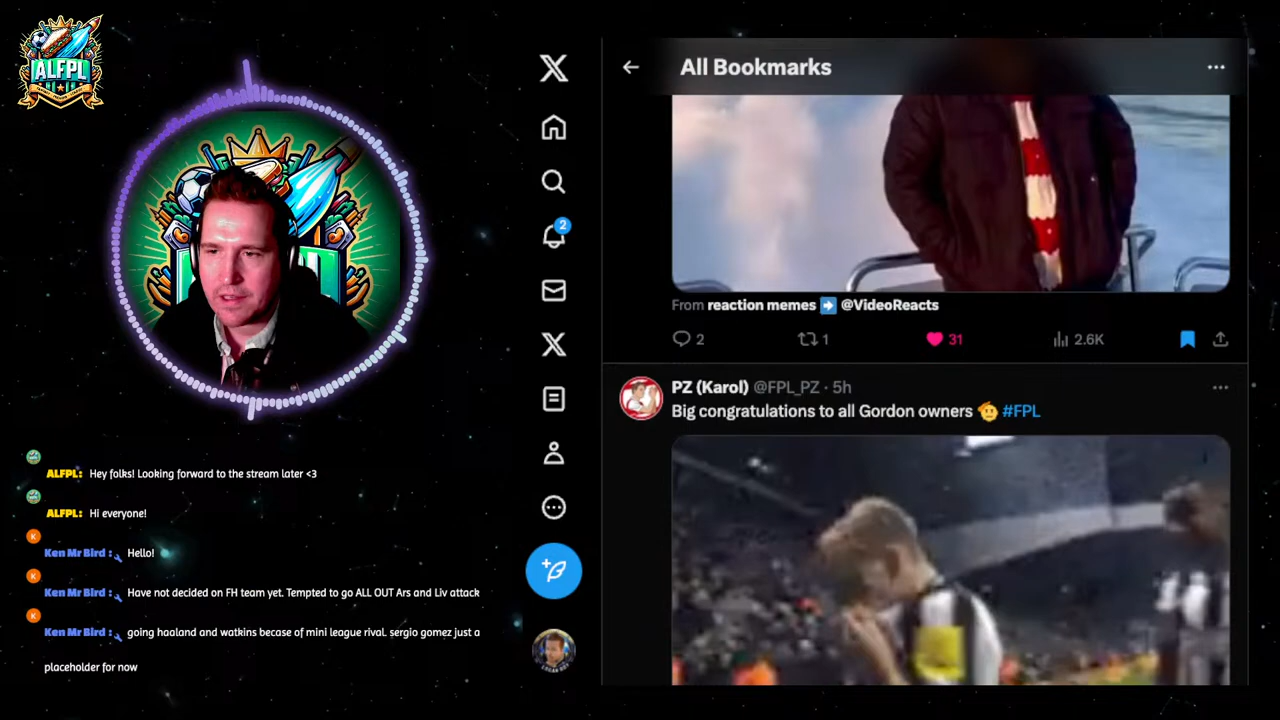 ALFPL
All Bookmarks
From reaction memes ➡️ @VideoReacts
2
1
31
2.6K
2
PZ (Karol) @FPL_PZ · 5h
Big congratulations to all Gordon owners 🤕 #FPL
ALFPL: Hey folks! Looking forward to the stream later <3
ALFPL: Hi everyone!
Ken Mr Bird : Hello!
Ken Mr Bird : Have not decided on FH team yet. Tempted to go ALL OUT Ars and Liv attack
Ken Mr Bird : going haaland and watkins becase of mini league rival. sergio gomez just a
placeholder for now
K
K
K